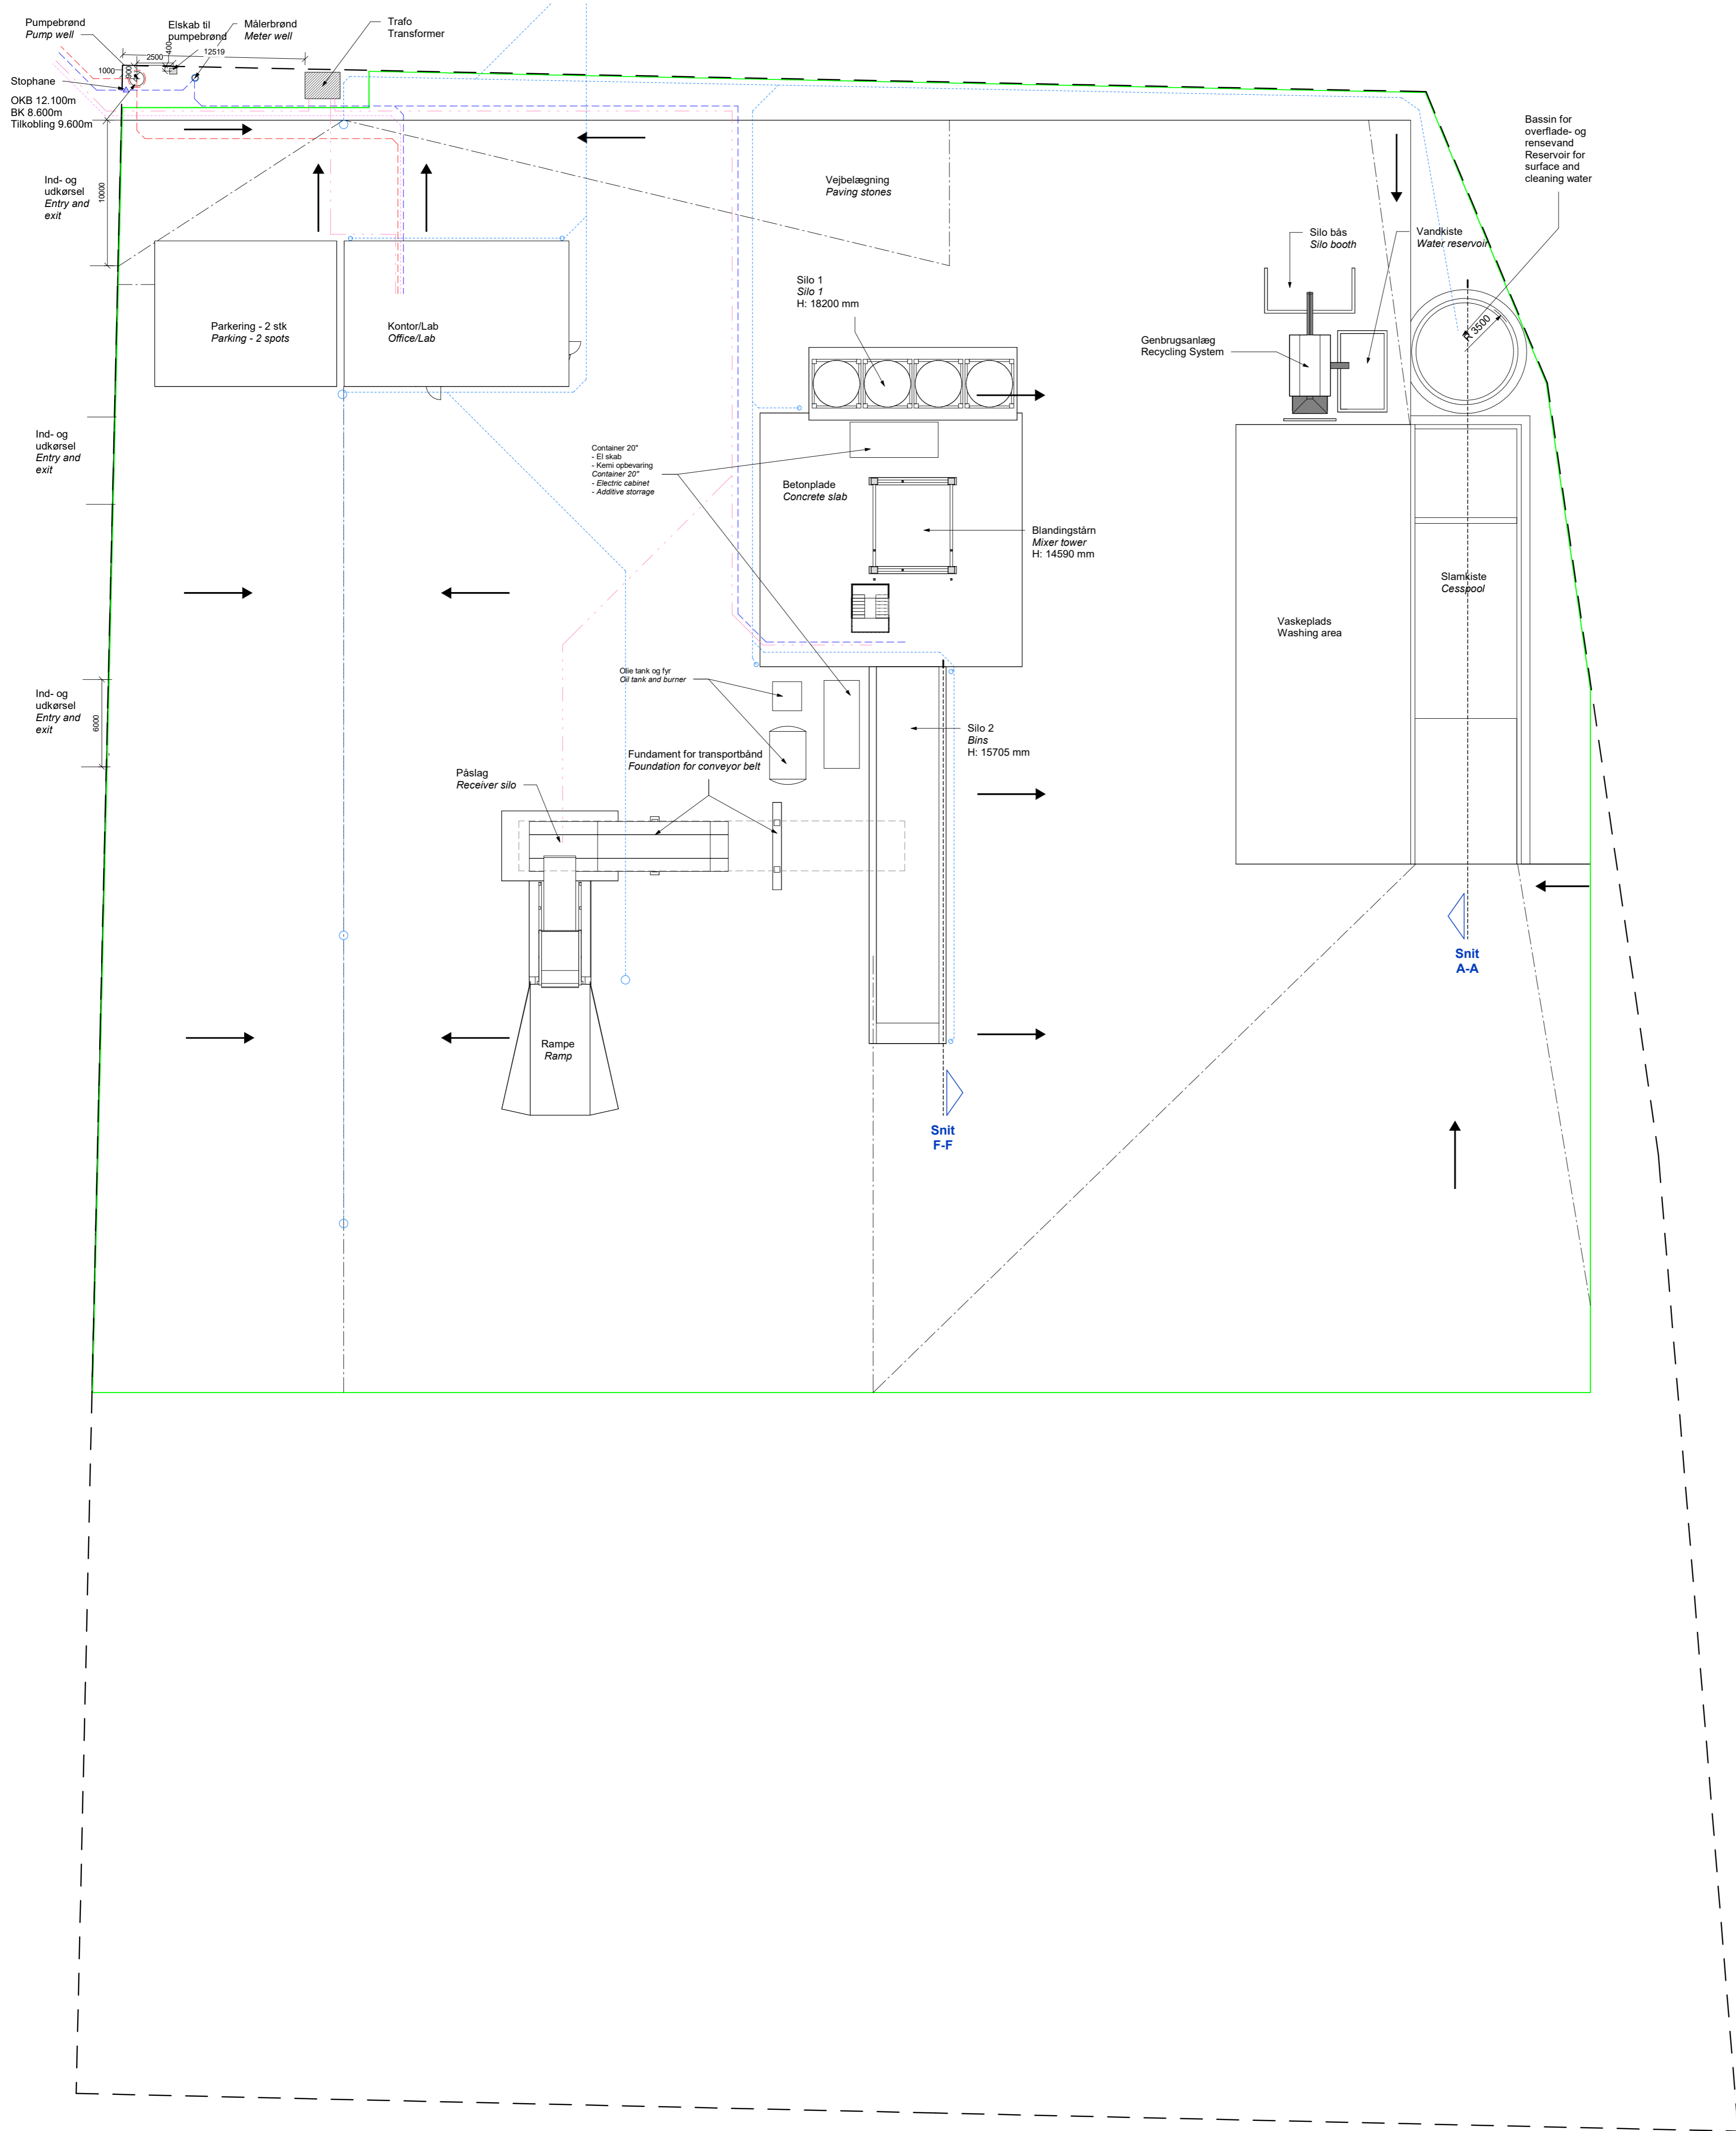 Pumpebrønd
Pump well
Elskab til
pumpebrønd
Målerbrønd
Meter well
Trafo
Transformer
400
12519
2500
1000
900
Stophane
OKB 12.100m
BK 8.600m
Tilkobling 9.600m
Ind- og
udkørsel
Entry and
exit
10000
Vejbelægning
Paving stones
Bassin for
overflade- og
rensevand
Reservoir for
surface and
cleaning water
Silo bås
Silo booth
Vandkiste
Water reservoir
Silo 1
Silo 1
H: 18200 mm
Parkering - 2 stk
Parking - 2 spots
Kontor/Lab
Office/Lab
Genbrugsanlæg
Recycling System
R 3500
Ind- og
udkørsel
Entry and
exit
Container 20"
- El skab
- Kemi opbevaring
Container 20"
- Electric cabinet
- Additive storrage
Betonplade
Concrete slab
Blandingstårn
Mixer tower
H: 14590 mm
Slamkiste
Cesspool
Vaskeplads
Washing area
Ind- og
udkørsel
Entry and
exit
6000
Olie tank og fyr
Oil tank and burner
Silo 2
Bins
H: 15705 mm
Fundament for transportbånd
Foundation for conveyor belt
Påslag
Receiver silo
Snit
A-A
Rampe
Ramp
Snit
F-F